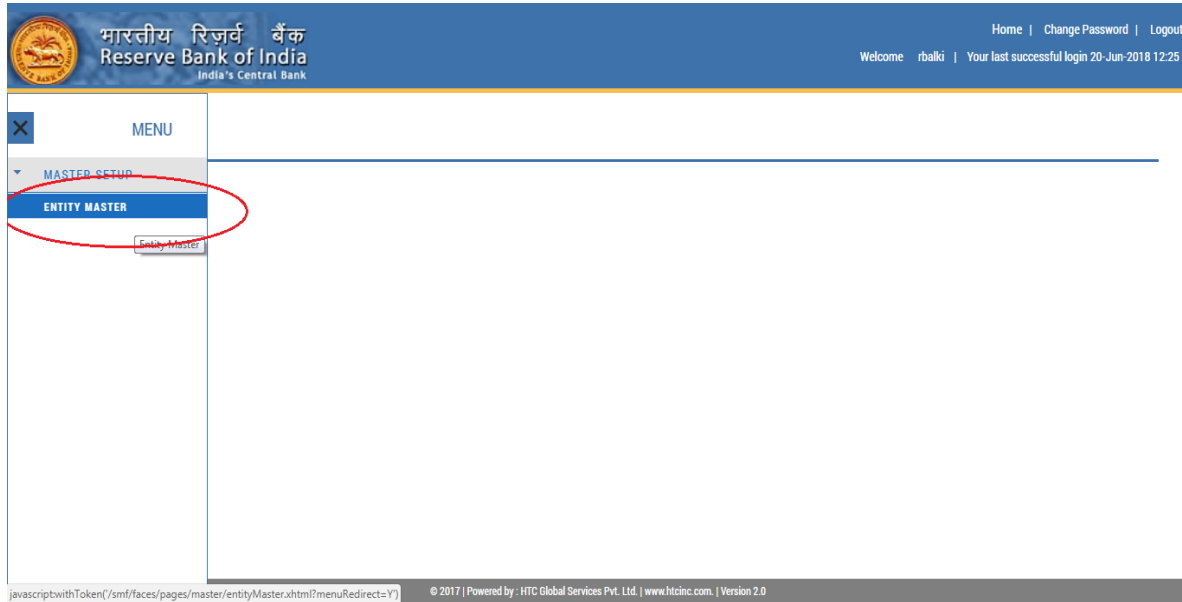 भारतीय रिज़र्व बैंक
Reserve Bank of India
India's Central Bank
Home | Change Password | Logout
Welcome rbalki | Your last successful login 20-Jun-2018 12:25
MENU
MASTER SETUP
ENTITY MASTER
Entity Master
javascript:withToken('/smf/faces/pages/master/entityMaster.xhtml?menuRedirect=Y')
© 2017 | Powered by : HTC Global Services Pvt. Ltd. | www.htcinc.com. | Version 2.0